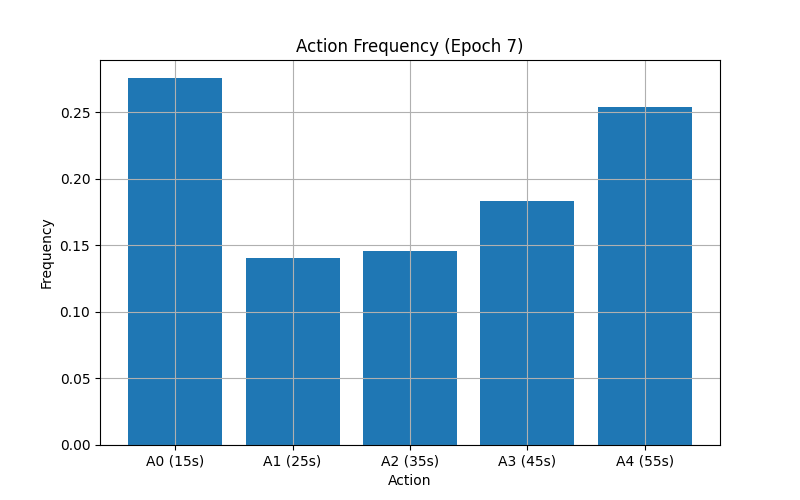 Action Frequency (Epoch 7)
Frequency
0.25
0.20
0.15
0.10
0.05
0.00
A0 (15s) A1 (25s) A2 (35s) A3 (45s) A4 (55s)
Action